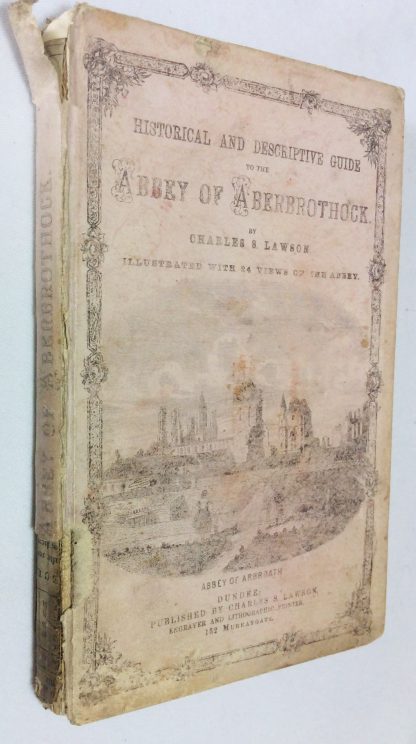 HISTORICAL AND DESCRIPTIVE GUIDE
TO THE
ABBEY OF ABERBROTHOCK.
BY
CHARLES S. LAWSON
ILLUSTRATED WITH 24 VIEWS OF THE ABBEY.
ABBEY OF ARBROATH
DUNDEE:
PUBLISHED BY CHARLES S. LAWSON,
ENGRAVER AND LITHOGRAPHIC PRINTER,
152 MURRAYGATE.
ABBEY OF ABERBROTHOCK.